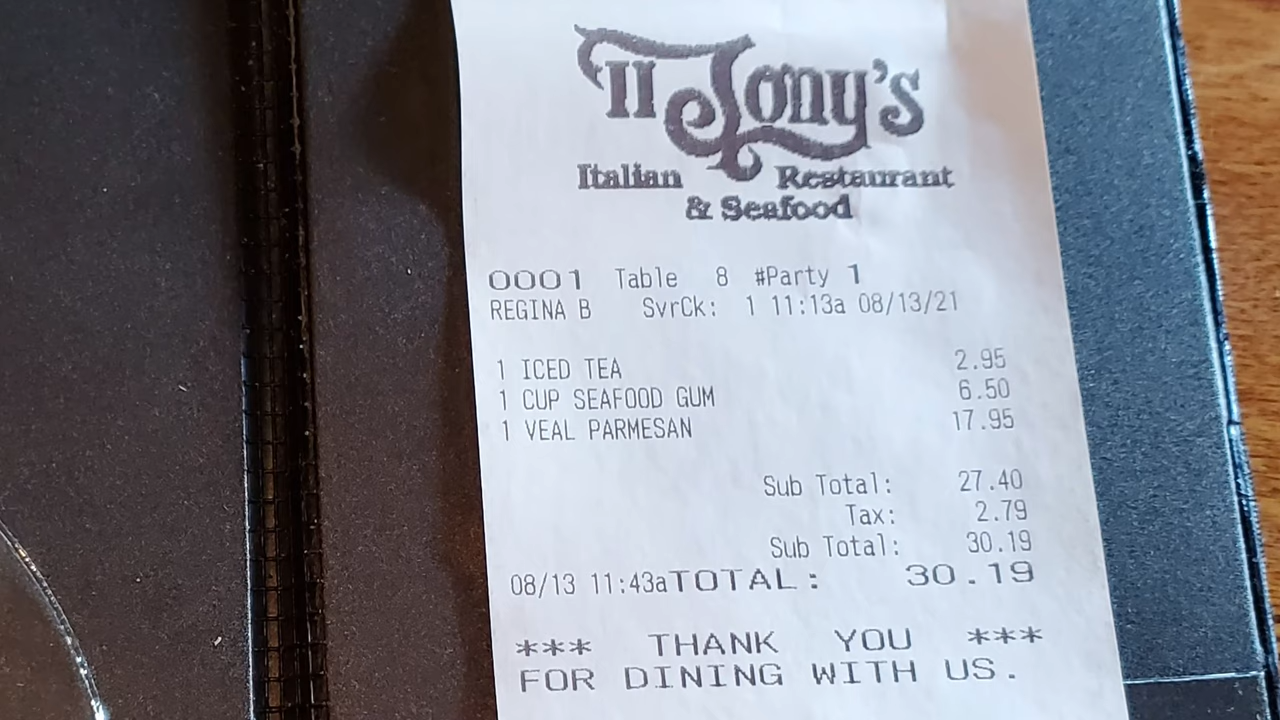 II Tony's
Italian Restaurant
& Seafood
0001 Table 8 #Party 1
REGINA B SvrCk: 1 11:13a 08/13/21
1 ICED TEA 2.95
1 CUP SEAFOOD GUM 6.50
1 VEAL PARMESAN 17.95
Sub Total: 27.40
Tax: 2.79
Sub Total: 30.19
08/13 11:43aTOTAL: 30.19
*** THANK YOU ***
FOR DINING WITH US.